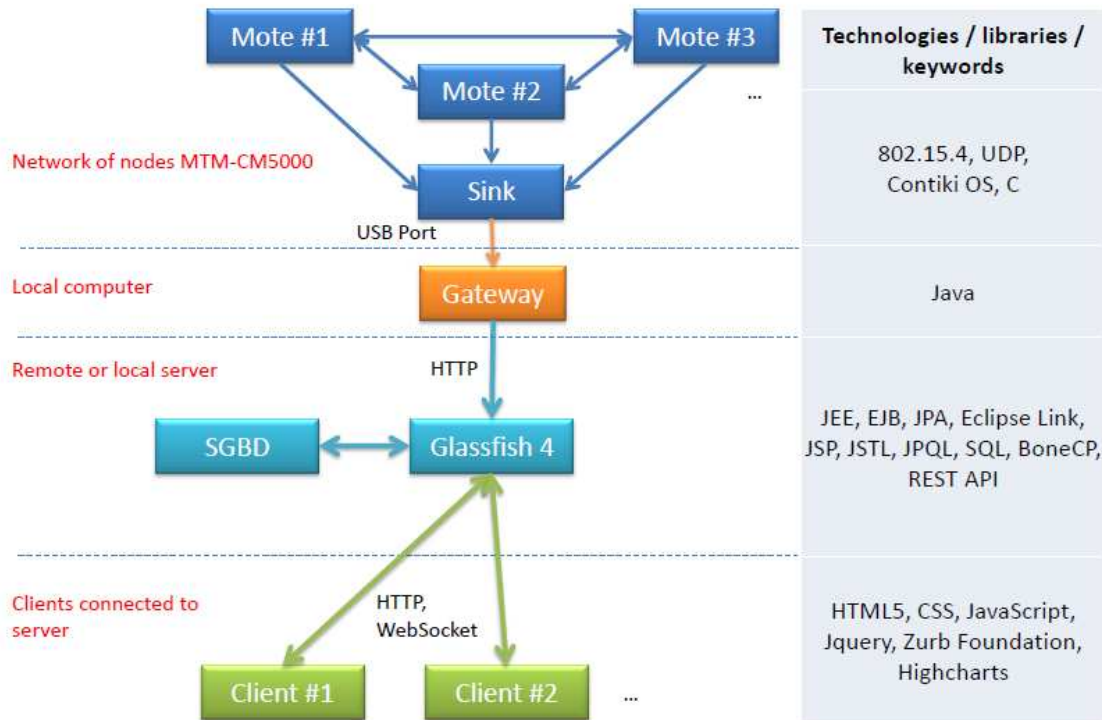 Mote #1
Mote #3
Technologies / libraries /
keywords
Mote #2
...
Network of nodes MTM-CM5000
802.15.4, UDP,
Contiki OS, C
Sink
USB Port
Local computer
Gateway
Java
Remote or local server
HTTP
SGBD
Glassfish 4
JEE, EJB, JPA, Eclipse Link,
JSP, JSTL, JPQL, SQL, BoneCP,
REST API
Clients connected to
server
HTTP,
WebSocket
HTML5, CSS, JavaScript,
Jquery, Zurb Foundation,
Highcharts
Client #1
Client #2
...